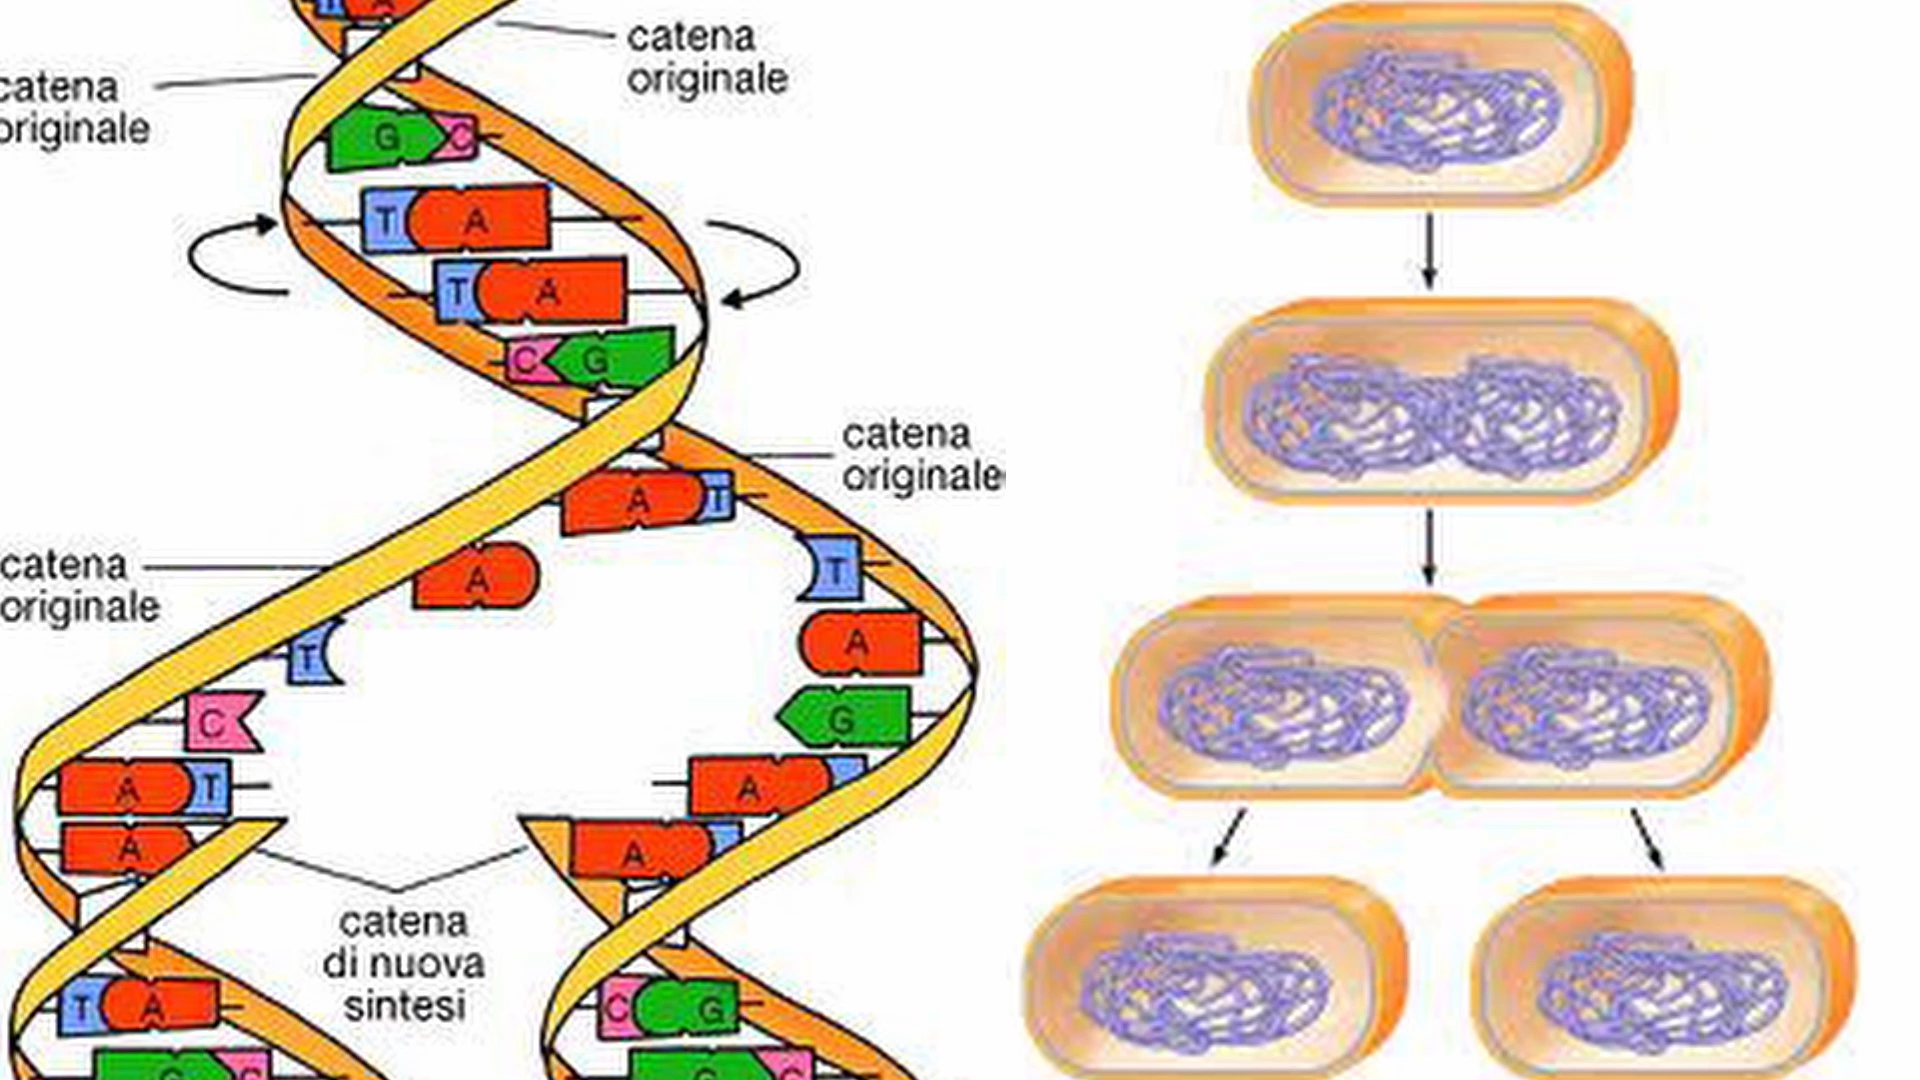 T A
catena
originale
catena
originale
G C
T A
T A
C G
catena
originale
A T
catena
originale
A
T
T
A
C
G
A T
A
A
A
catena
di nuova
sintesi
T A
C G
G C
G C